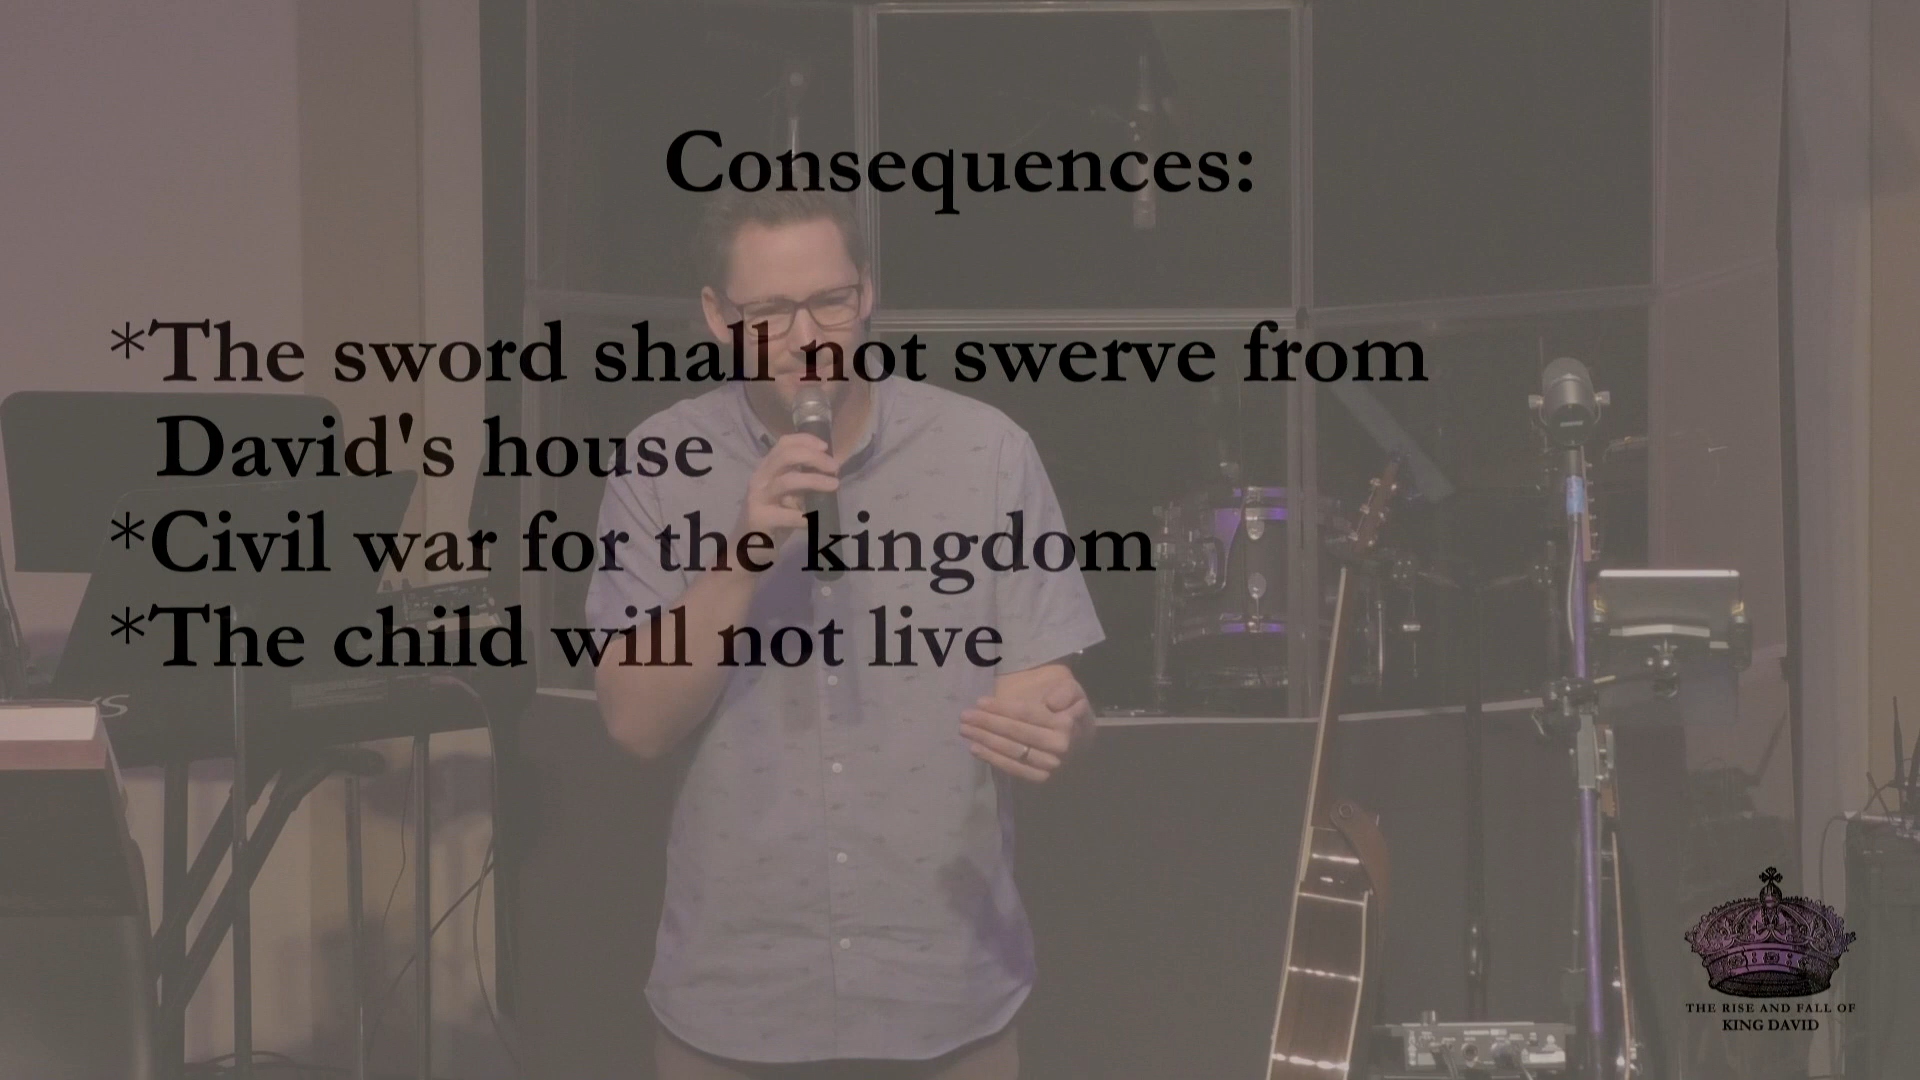 Consequences:
*The sword shall not swerve from
David's house
*Civil war for the kingdom
*The child will not live
THE RISE AND FALL OF
KING DAVID